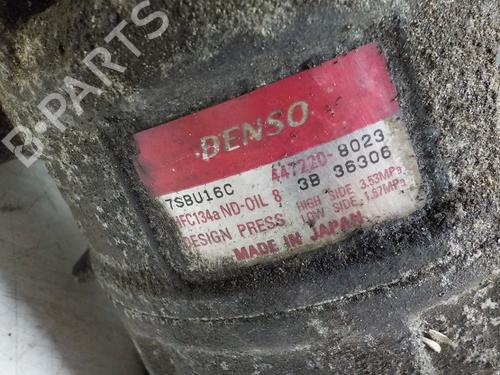 B-PARTS
DENSO
447220-8023
7SBU16C 3B 36306
HFC134a ND-OIL 8 HIGH SIDE 3.53MPa
DESIGN PRESS LOW SIDE 1.57MPa
MADE IN JAPAN